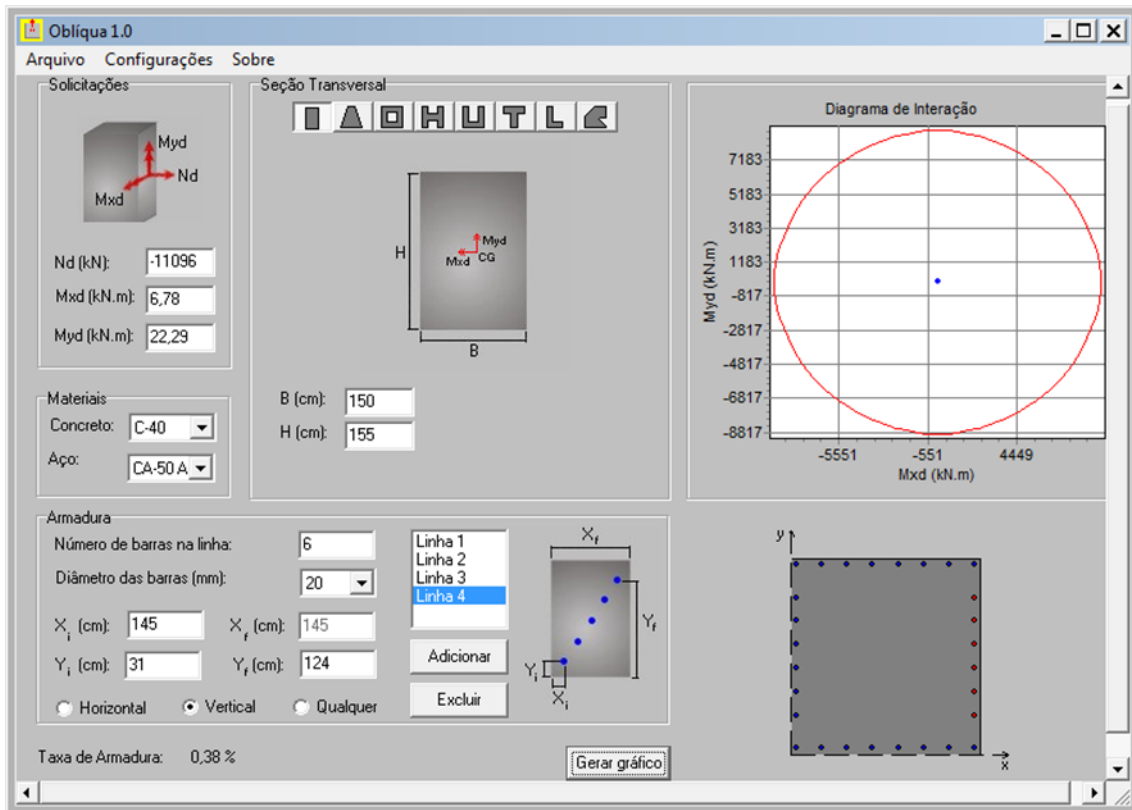 Oblíqua 1.0
Arquivo Configurações Sobre
Solicitações
Myd
Nd
Mxd
Nd (kN): -11096
Mxd (kN.m): 6,78
Myd (kN.m): 22,29
Materiais
Concreto: C-40
Aço: CA-50 A
Seção Transversal
H
Myd
Mxd CG
B
B (cm): 150
H (cm): 155
Diagrama de Interação
Myd (kN.m)
7183
5183
3183
1183
-817
-2817
-4817
-6817
-8817
-5551 -551 4449
Mxd (kN.m)
Armadura
Número de barras na linha: 6
Diâmetro das barras (mm): 20
Xi (cm): 145 Xf (cm): 145
Yi (cm): 31 Yf (cm): 124
Horizontal Vertical Qualquer
Linha 1
Linha 2
Linha 3
Linha 4
Adicionar
Excluir
Xf
Yf
Yi
Xi
y
x
Taxa de Armadura: 0,38 %
Gerar gráfico